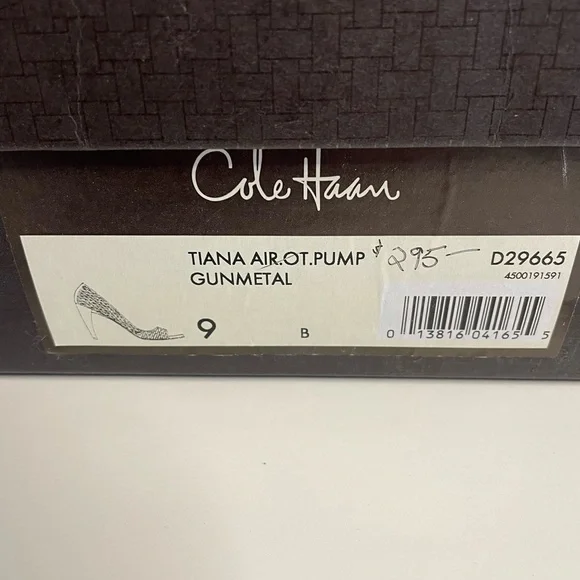 Cole Haan
TIANA AIR.OT.PUMP $295— D29665
GUNMETAL 4500191591
9 B
0 13816 04165 5